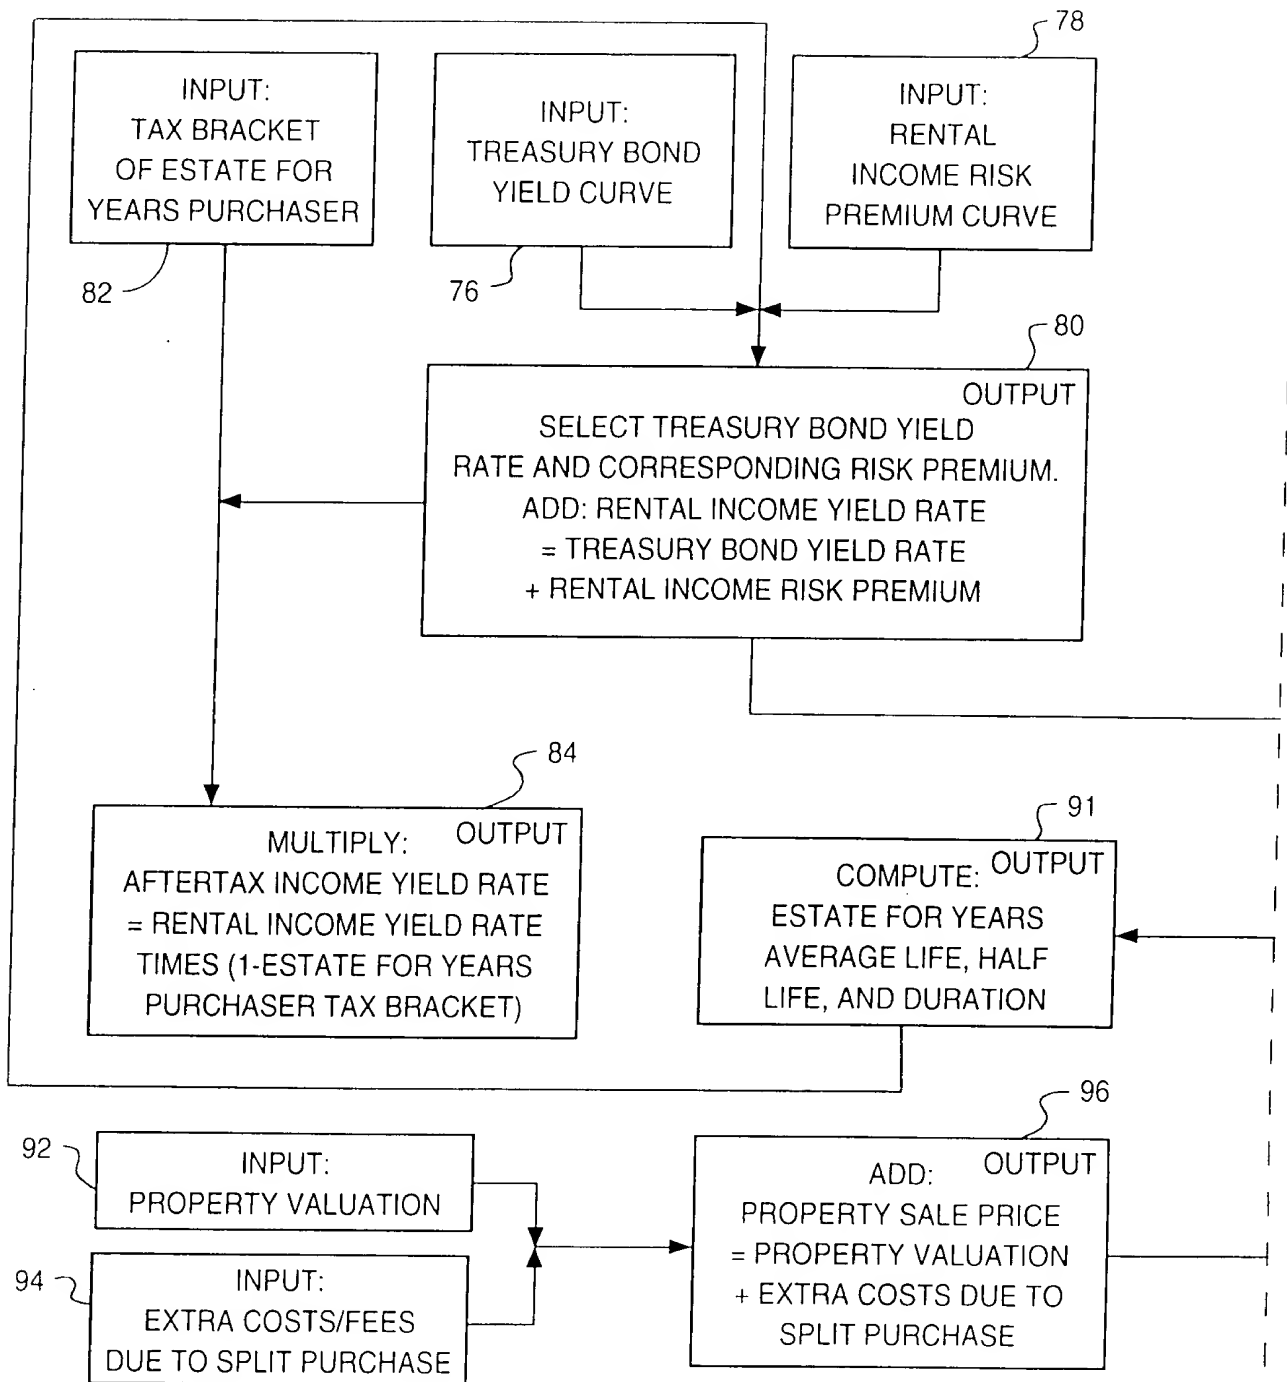 78
INPUT:
TAX BRACKET
OF ESTATE FOR
YEARS PURCHASER
82
INPUT:
TREASURY BOND
YIELD CURVE
76
INPUT:
RENTAL
INCOME RISK
PREMIUM CURVE
80
OUTPUT
SELECT TREASURY BOND YIELD
RATE AND CORRESPONDING RISK PREMIUM.
ADD: RENTAL INCOME YIELD RATE
= TREASURY BOND YIELD RATE
+ RENTAL INCOME RISK PREMIUM
84
OUTPUT
MULTIPLY:
AFTERTAX INCOME YIELD RATE
= RENTAL INCOME YIELD RATE
TIMES (1-ESTATE FOR YEARS
PURCHASER TAX BRACKET)
91
OUTPUT
COMPUTE:
ESTATE FOR YEARS
AVERAGE LIFE, HALF
LIFE, AND DURATION
92
INPUT:
PROPERTY VALUATION
94
INPUT:
EXTRA COSTS/FEES
DUE TO SPLIT PURCHASE
96
OUTPUT
ADD:
PROPERTY SALE PRICE
= PROPERTY VALUATION
+ EXTRA COSTS DUE TO
SPLIT PURCHASE